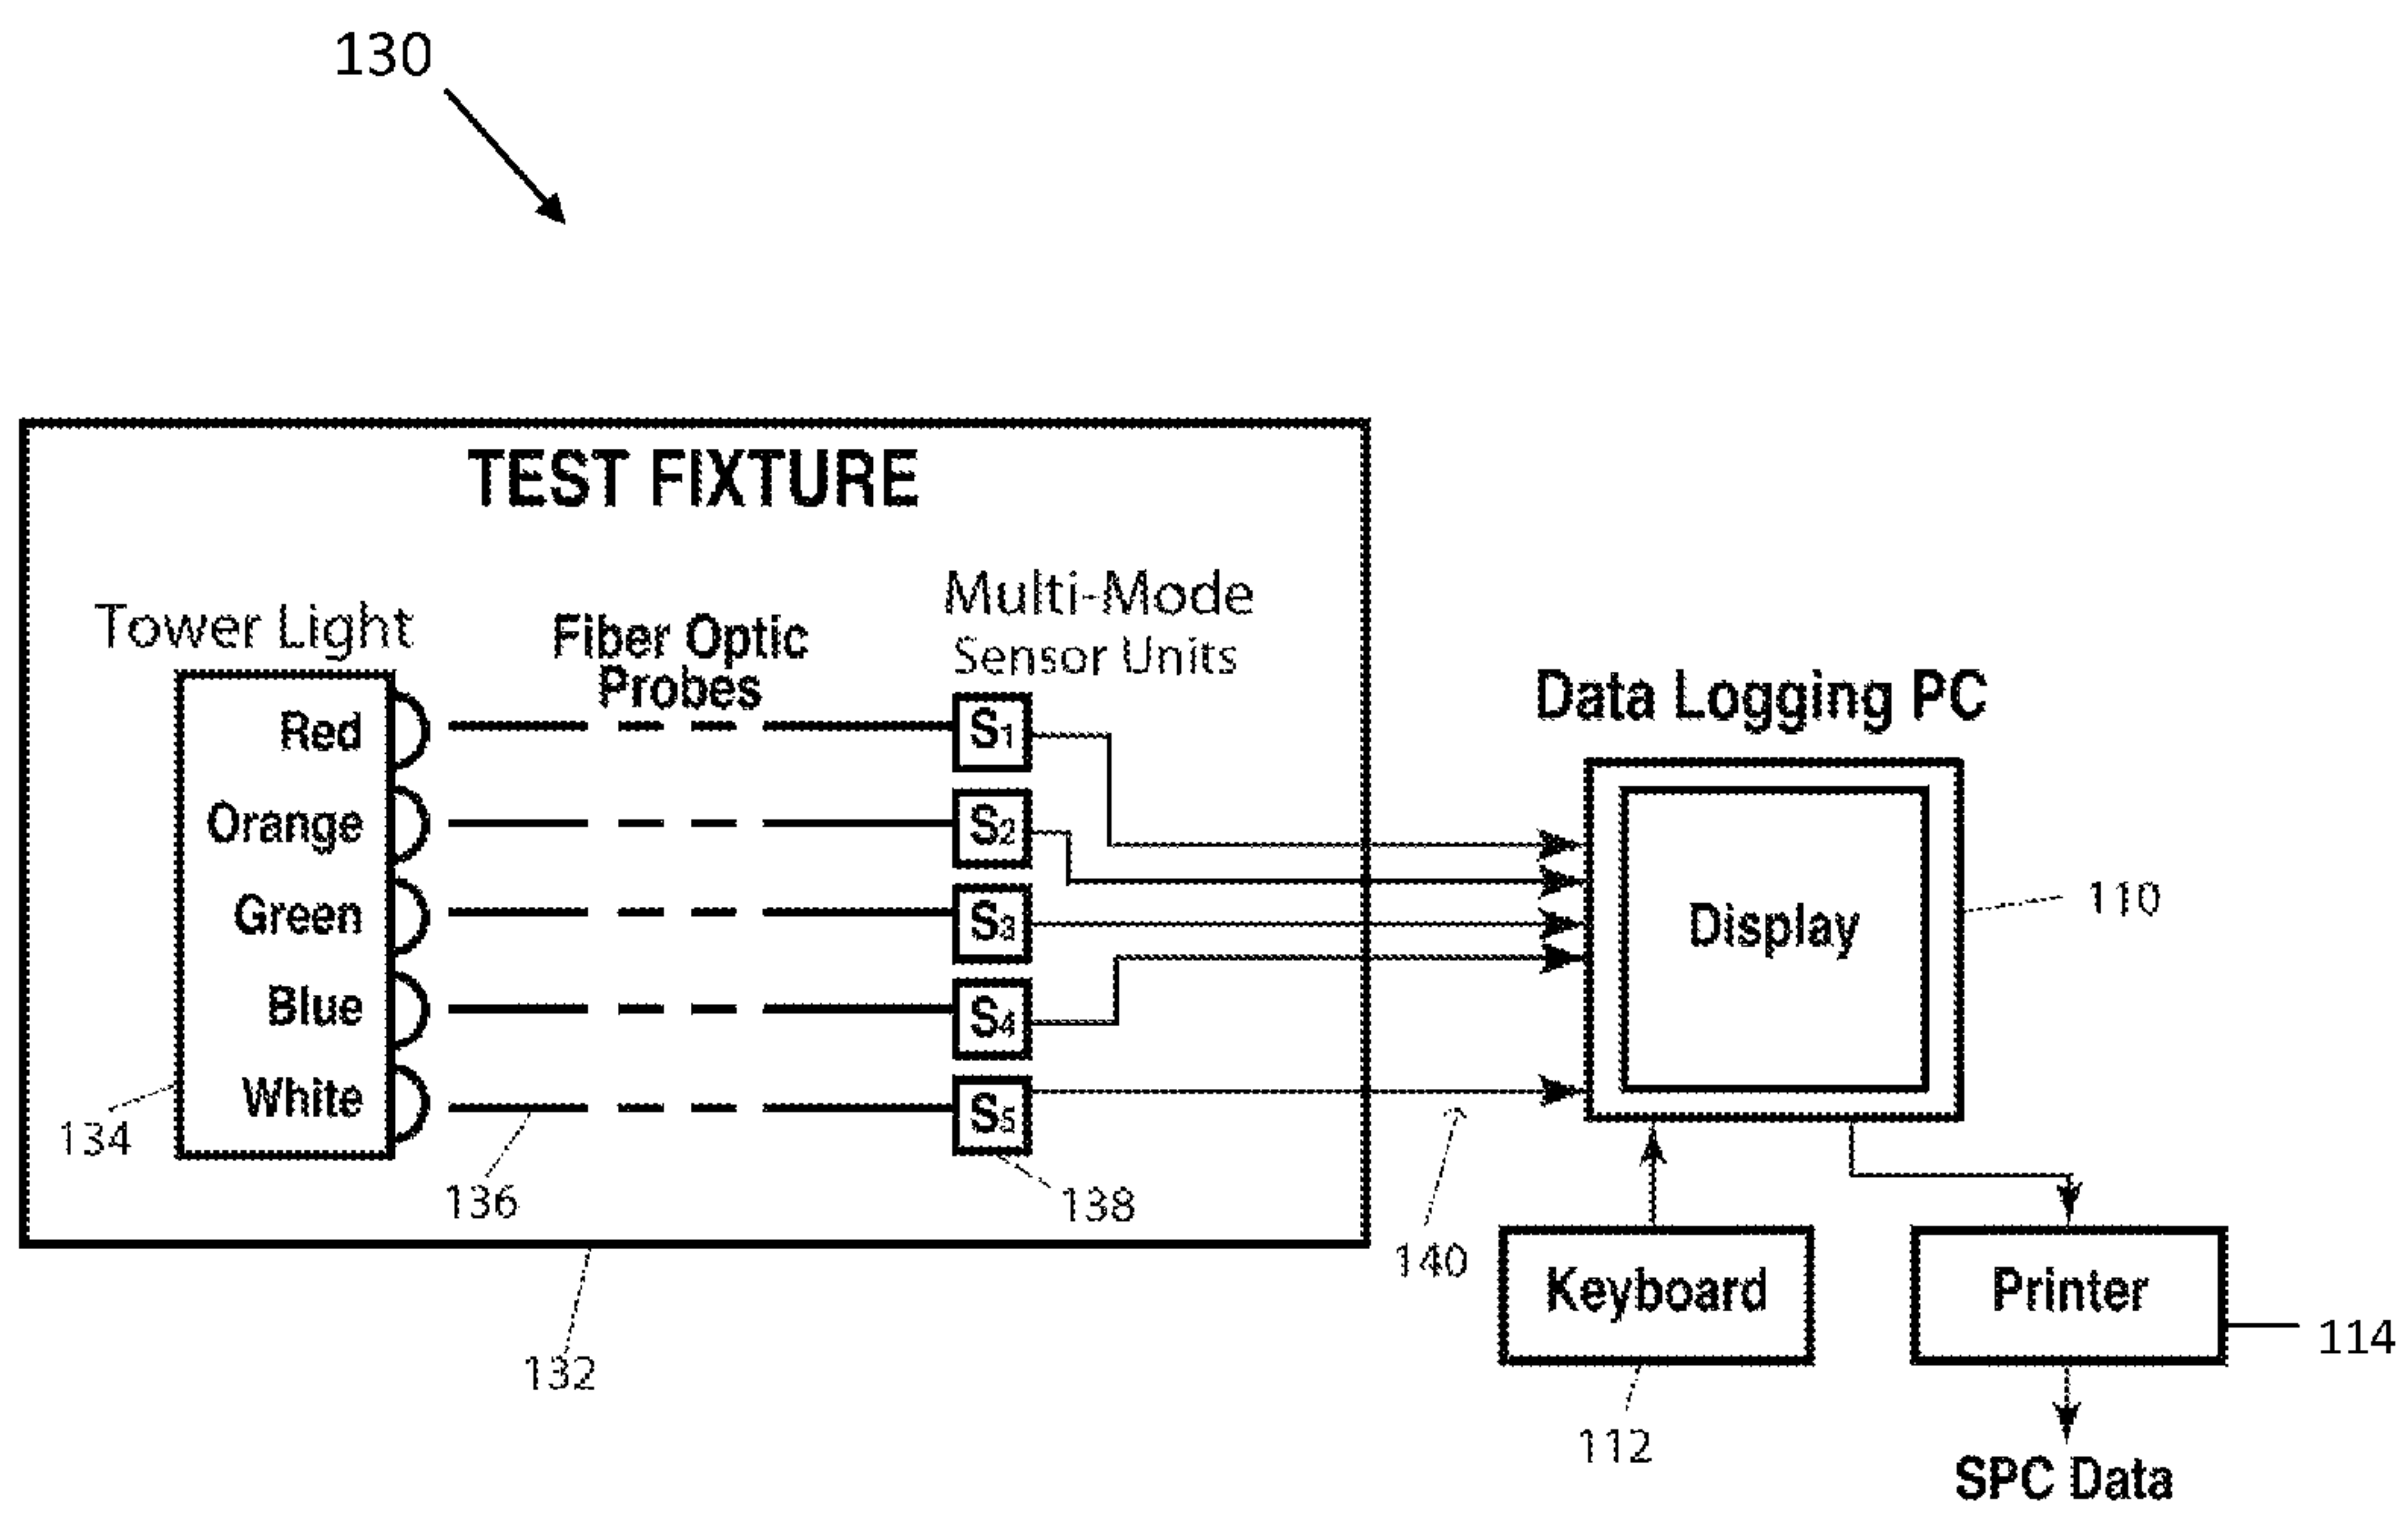 130
TEST FIXTURE
Tower Light
Fiber Optic
Probes
Multi-Mode
Sensor Units
Data Logging PC
Red
S1
Orange
S2
Green
S3
Blue
S4
White
S5
Display
110
134
136
138
140
132
Keyboard
Printer
114
112
SPC Data